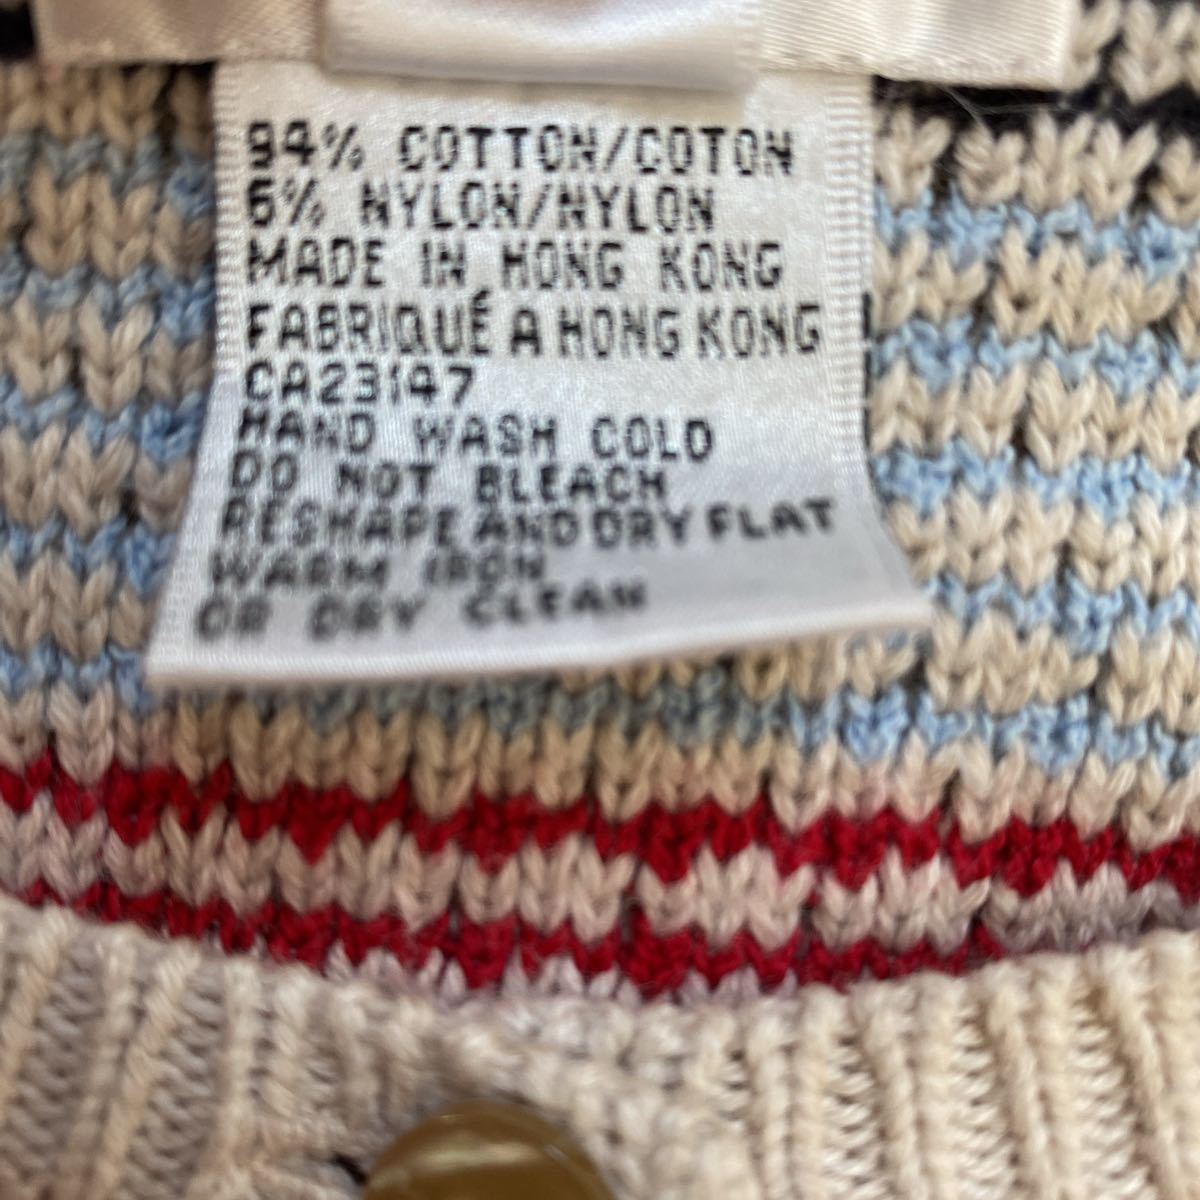 94% COTTON/COTON
6% NYLON/NYLON
MADE IN HONG KONG
FABRIQUÉ A HONG KONG
CA23147
HAND WASH COLD
DO NOT BLEACH
RESHAPE AND DRY FLAT
WARM IRON
OR DRY CLEAN